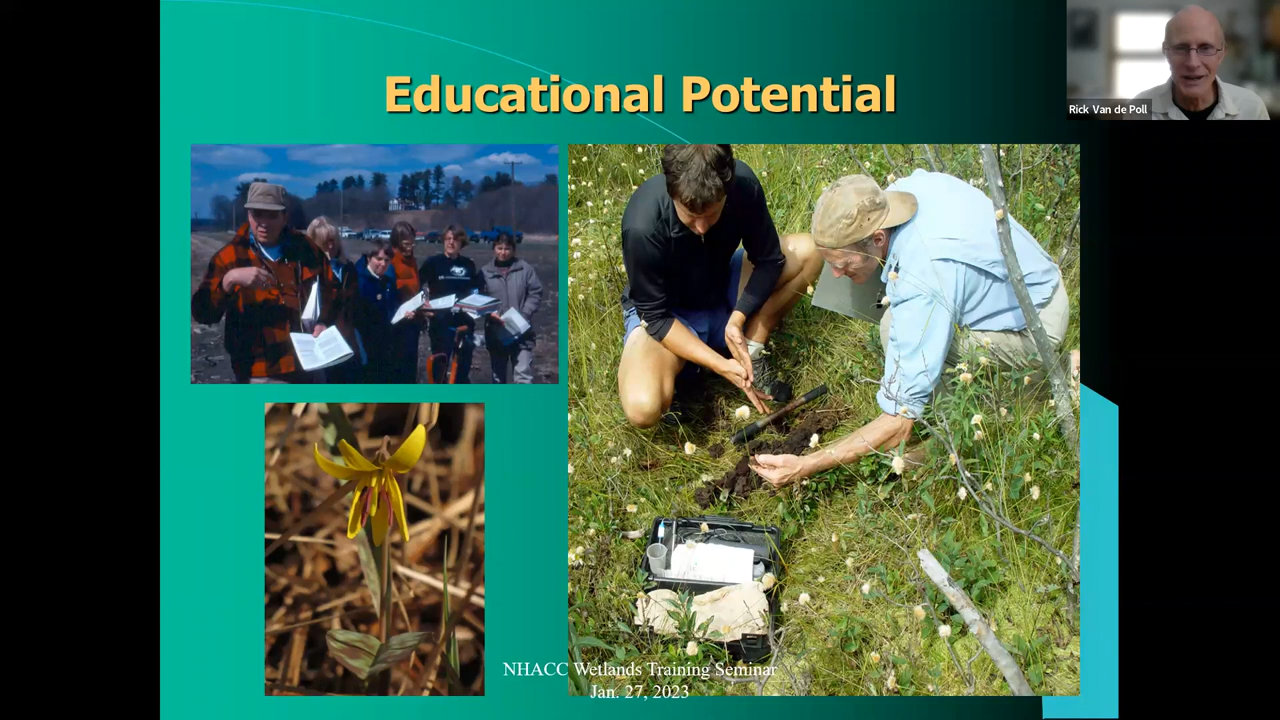 Educational Potential
Rick Van de Poll
NHACC Wetlands Training Seminar
Jan. 27, 2023